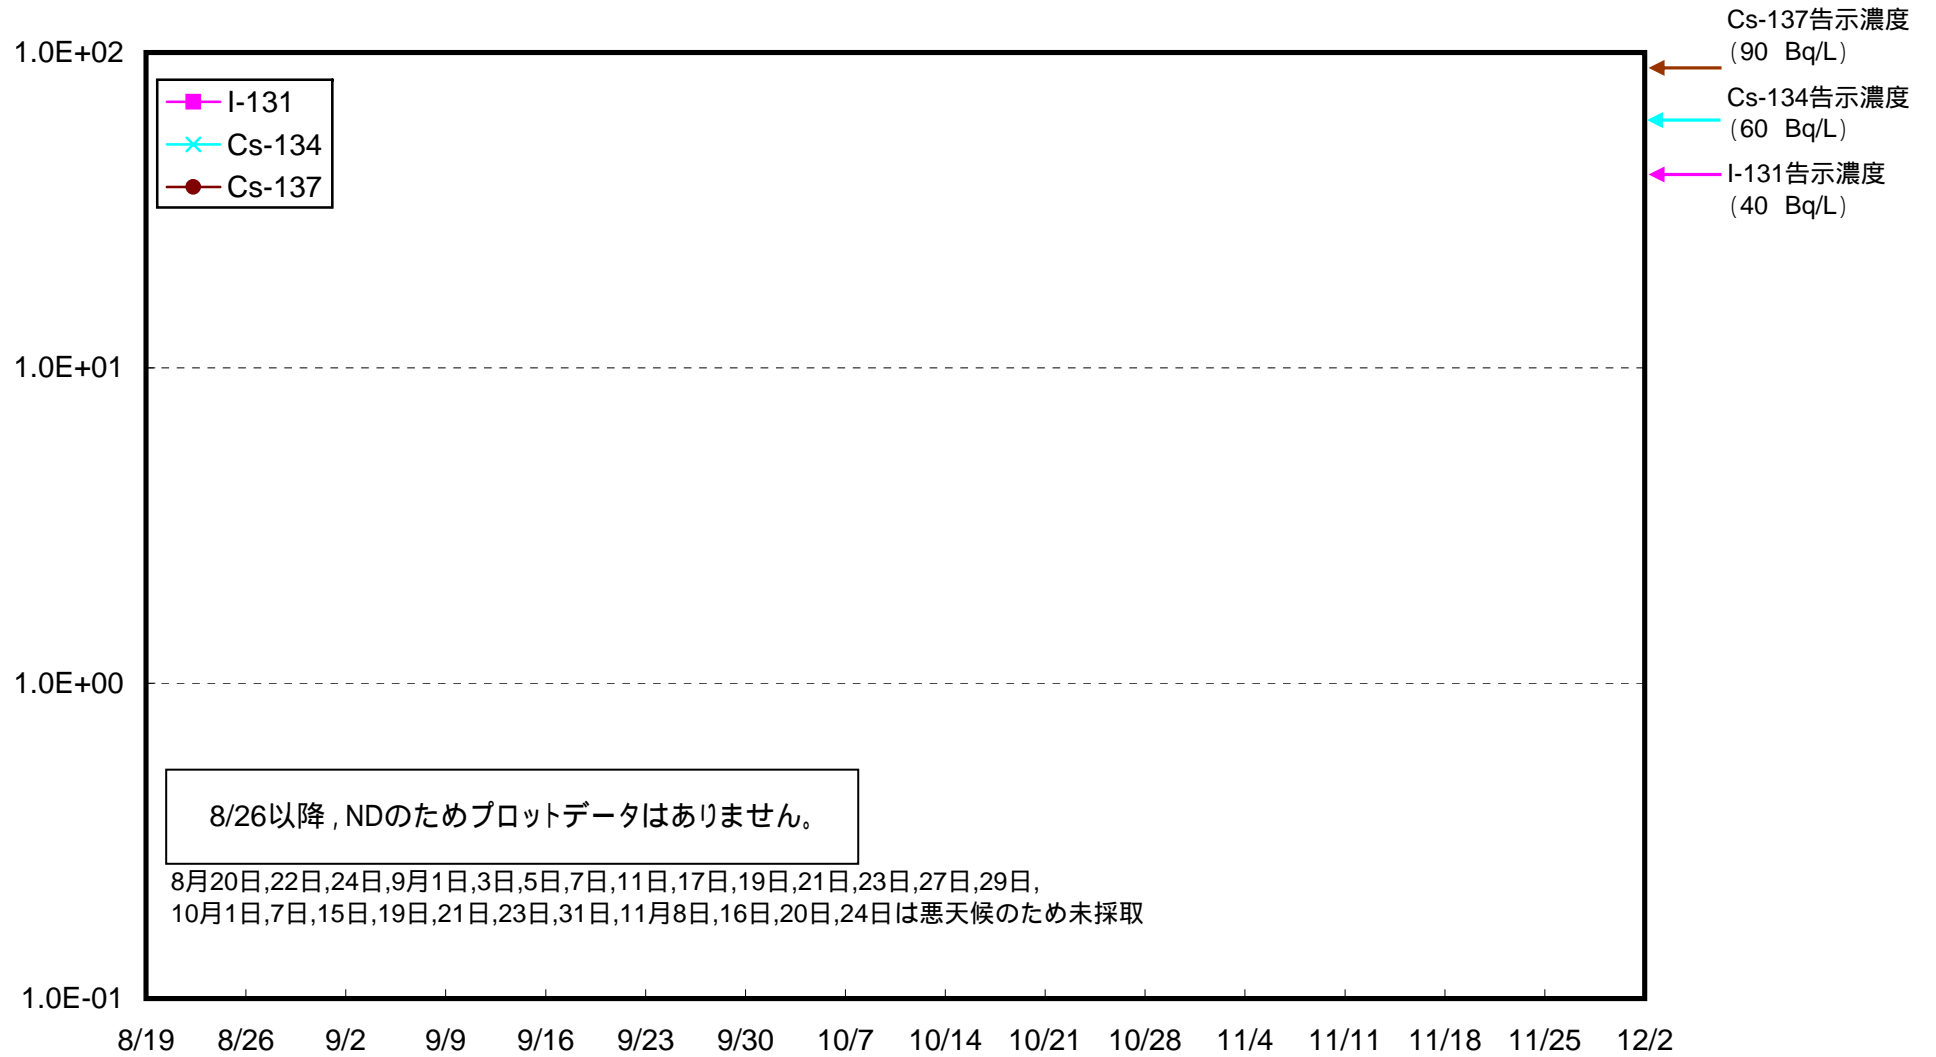 Cs-137告示濃度
(90 Bq/L)
Cs-134告示濃度
(60 Bq/L)
I-131告示濃度
(40 Bq/L)
1.0E+02
1.0E+01
1.0E+00
1.0E-01
I-131
Cs-134
Cs-137
8/26以降,NDのためプロットデータはありません。
8月20日,22日,24日,9月1日,3日,5日,7日,11日,17日,19日,21日,23日,27日,29日,
10月1日,7日,15日,19日,21日,23日,31日,11月8日,16日,20日,24日は悪天候のため未採取
8/19 8/26 9/2 9/9 9/16 9/23 9/30 10/7 10/14 10/21 10/28 11/4 11/11 11/18 11/25 12/2